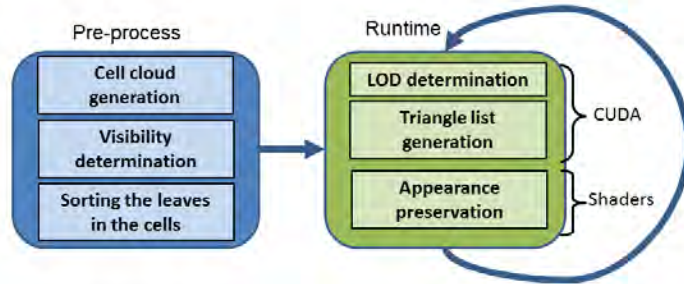 Pre-process
Cell cloud
generation
Visibility
determination
Sorting the leaves
in the cells
Runtime
LOD determination
Triangle list
generation
CUDA
Appearance
preservation
Shaders